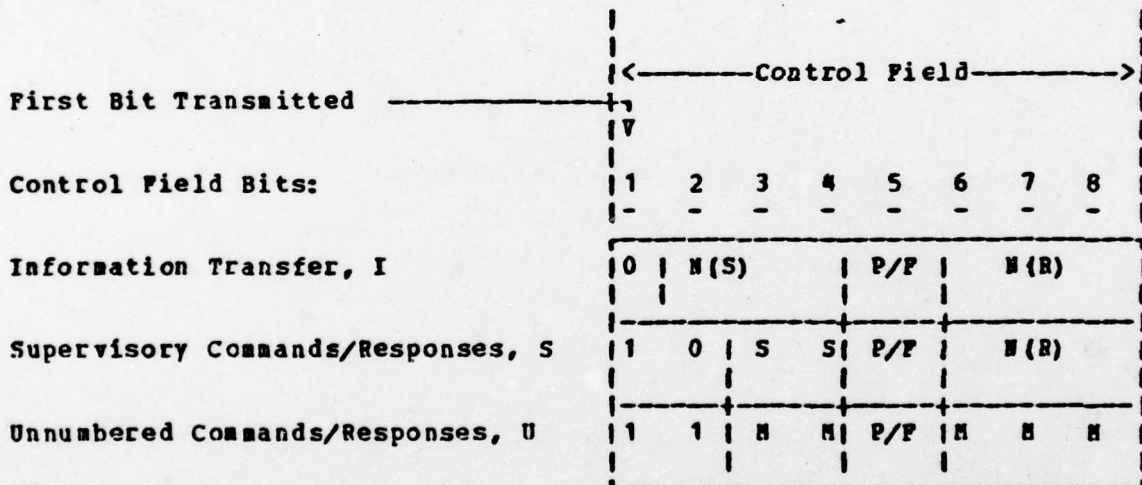 <---------Control Field--------->
First Bit Transmitted
V
Control Field Bits: 1 2 3 4 5 6 7 8
Information Transfer, I 0 | N(S) | P/F | N(R)
Supervisory Commands/Responses, S 1 0 | S S | P/F | N(R)
Unnumbered Commands/Responses, U 1 1 | M M | P/F | M M M